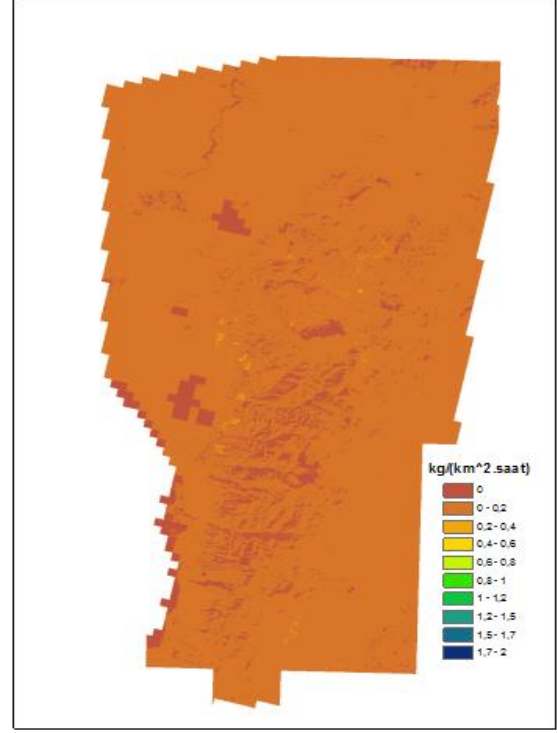 kg/(km^2.saat)
0
0 - 0,2
0,2 - 0,4
0,4 - 0,6
0,6 - 0,8
0,8 - 1
1 - 1,2
1,2 - 1,5
1,5 - 1,7
1,7 - 2